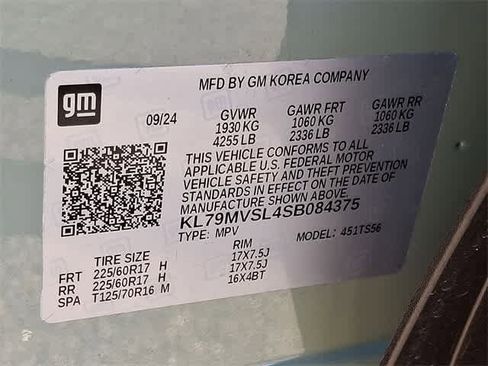 MFD BY GM KOREA COMPANY
gm
09/24 GVWR GAWR FRT GAWR RR
1930 KG 1060 KG 1060 KG
4255 LB 2336 LB 2336 LB
THIS VEHICLE CONFORMS TO ALL
APPLICABLE U.S. FEDERAL MOTOR
VEHICLE SAFETY AND THEFT PREVENTION
STANDARDS IN EFFECT ON THE DATE OF
MANUFACTURE SHOWN ABOVE.
KL79MVSL4SB084375
TYPE: MPV MODEL: 451TS56
TIRE SIZE RIM
FRT 225/60R17 H 17X7.5J
RR 225/60R17 H 17X7.5J
SPA T125/70R16 M 16X4BT